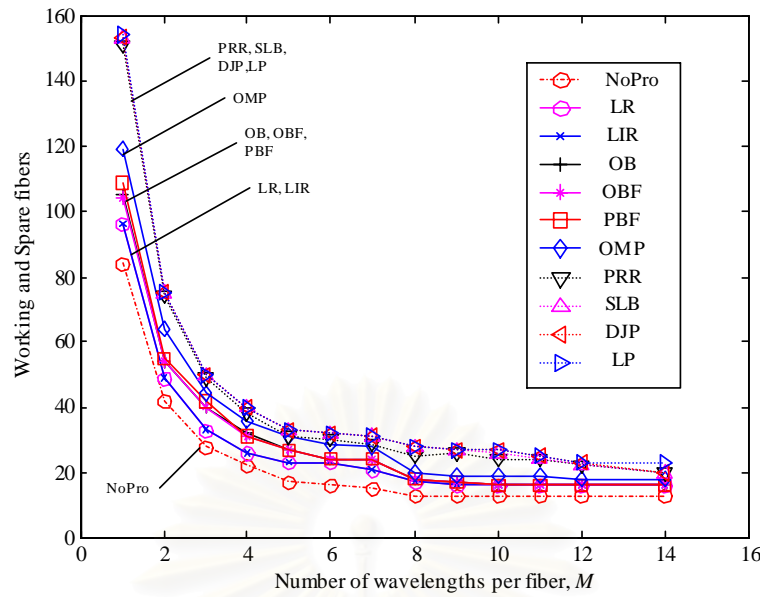 160
140
120
100
80
60
40
20
0
Working and Spare fibers
PRR, SLB,
DJP,LP
OMP
OB, OBF,
PBF
LR, LIR
NoPro
NoPro
LR
LIR
OB
OBF
PBF
OMP
PRR
SLB
DJP
LP
0 2 4 6 8 10 12 14 16
Number of wavelengths per fiber, M